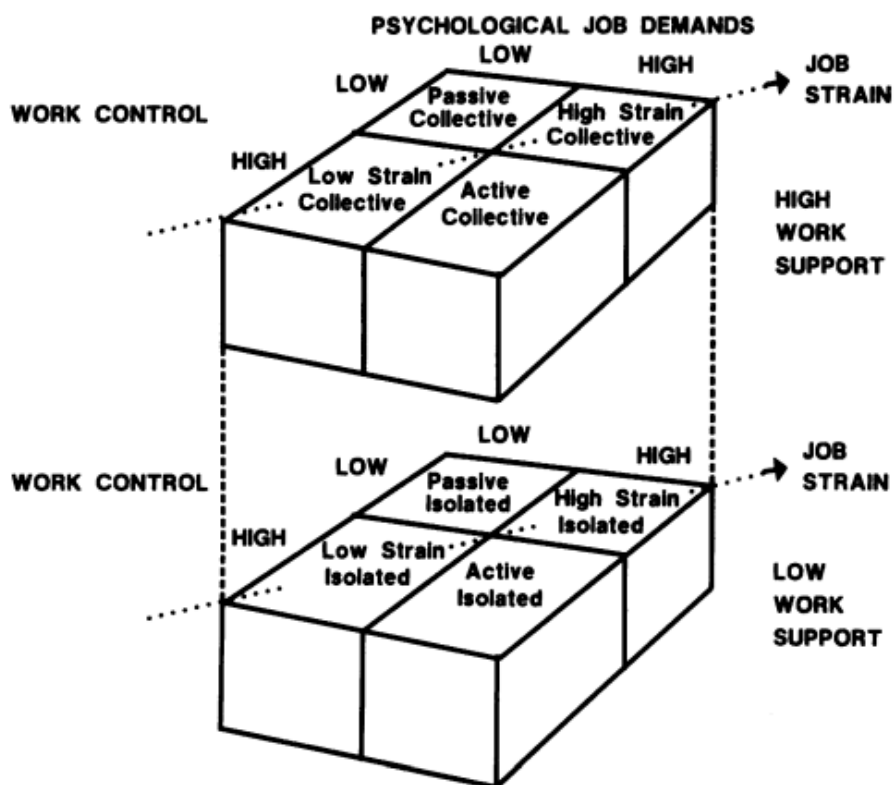 PSYCHOLOGICAL JOB DEMANDS
LOW
HIGH
JOB
STRAIN
LOW
WORK CONTROL
HIGH
Passive
Collective
High Strain
Collective
Low Strain
Collective
Active
Collective
HIGH
WORK
SUPPORT
LOW
HIGH
JOB
STRAIN
LOW
WORK CONTROL
HIGH
Passive
Isolated
High Strain
Isolated
Low Strain
Isolated
Active
Isolated
LOW
WORK
SUPPORT